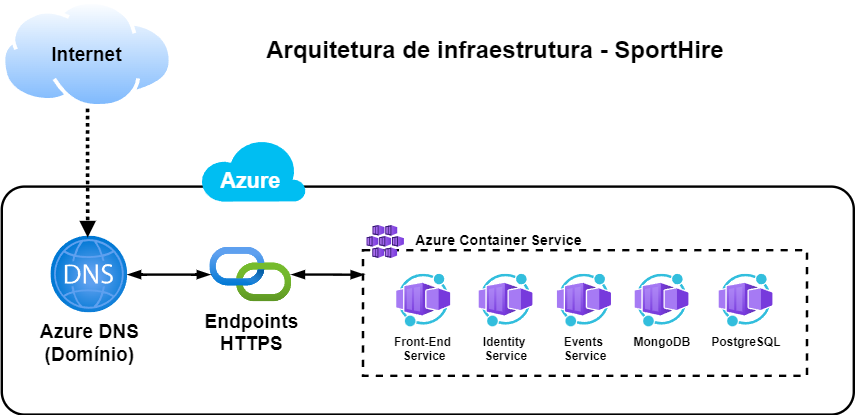 Internet
Arquitetura de infraestrutura - SportHire
Azure
Azure Container Service
DNS
Azure DNS
(Domínio)
Endpoints
HTTPS
Front-End
Service
Identity
Service
Events
Service
MongoDB
PostgreSQL